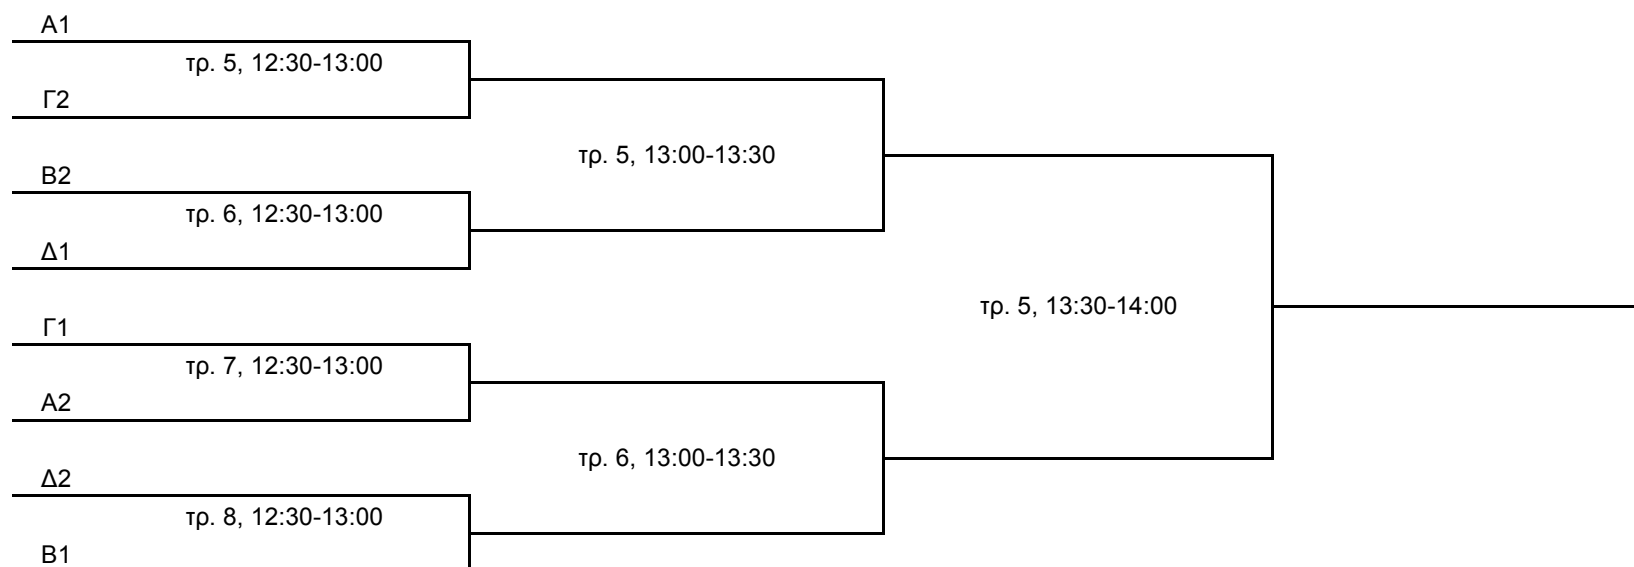 Α1
τρ. 5, 12:30-13:00
Γ2
τρ. 5, 13:00-13:30
Β2
τρ. 6, 12:30-13:00
Δ1
τρ. 5, 13:30-14:00
Γ1
τρ. 7, 12:30-13:00
Α2
τρ. 6, 13:00-13:30
Δ2
τρ. 8, 12:30-13:00
Β1